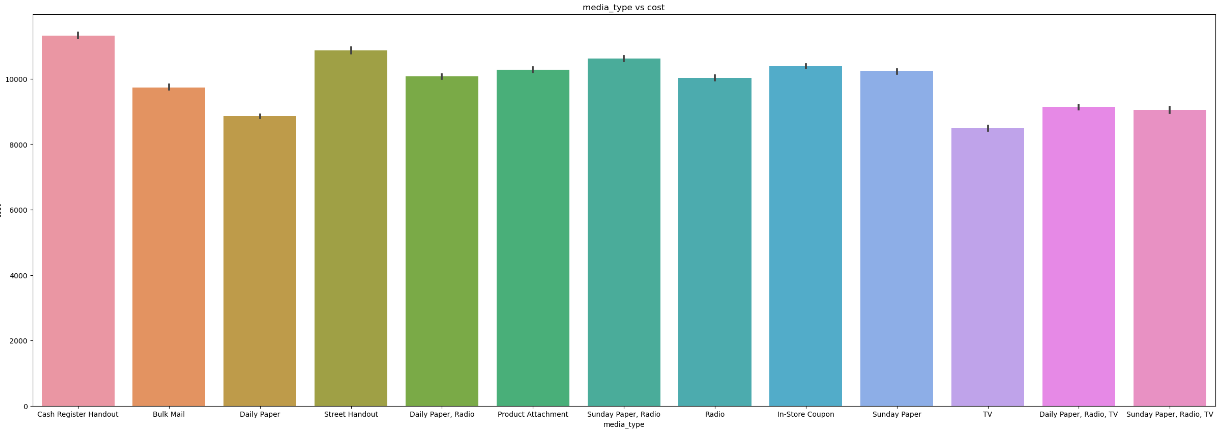 media_type vs cost
10000
8000
6000
4000
2000
0
Cash Register Handout Bulk Mail Daily Paper Street Handout Daily Paper, Radio Product Attachment Sunday Paper, Radio Radio In-Store Coupon Sunday Paper TV Daily Paper, Radio, TV Sunday Paper, Radio, TV
media_type